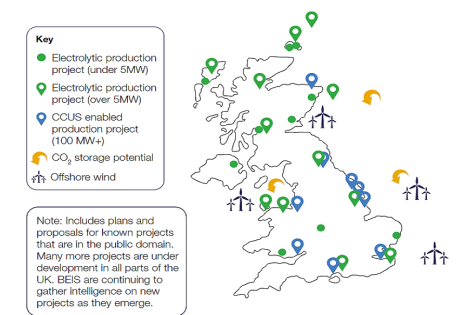 Key
Electrolytic production
project (under 5MW)
Electrolytic production
project (over 5MW)
CCUS enabled
production project
(100 MW+)
CO₂ storage potential
Offshore wind
Note: Includes plans and
proposals for known projects
that are in the public domain.
Many more projects are under
development in all parts of the
UK. BEIS are continuing to
gather intelligence on new
projects as they emerge.